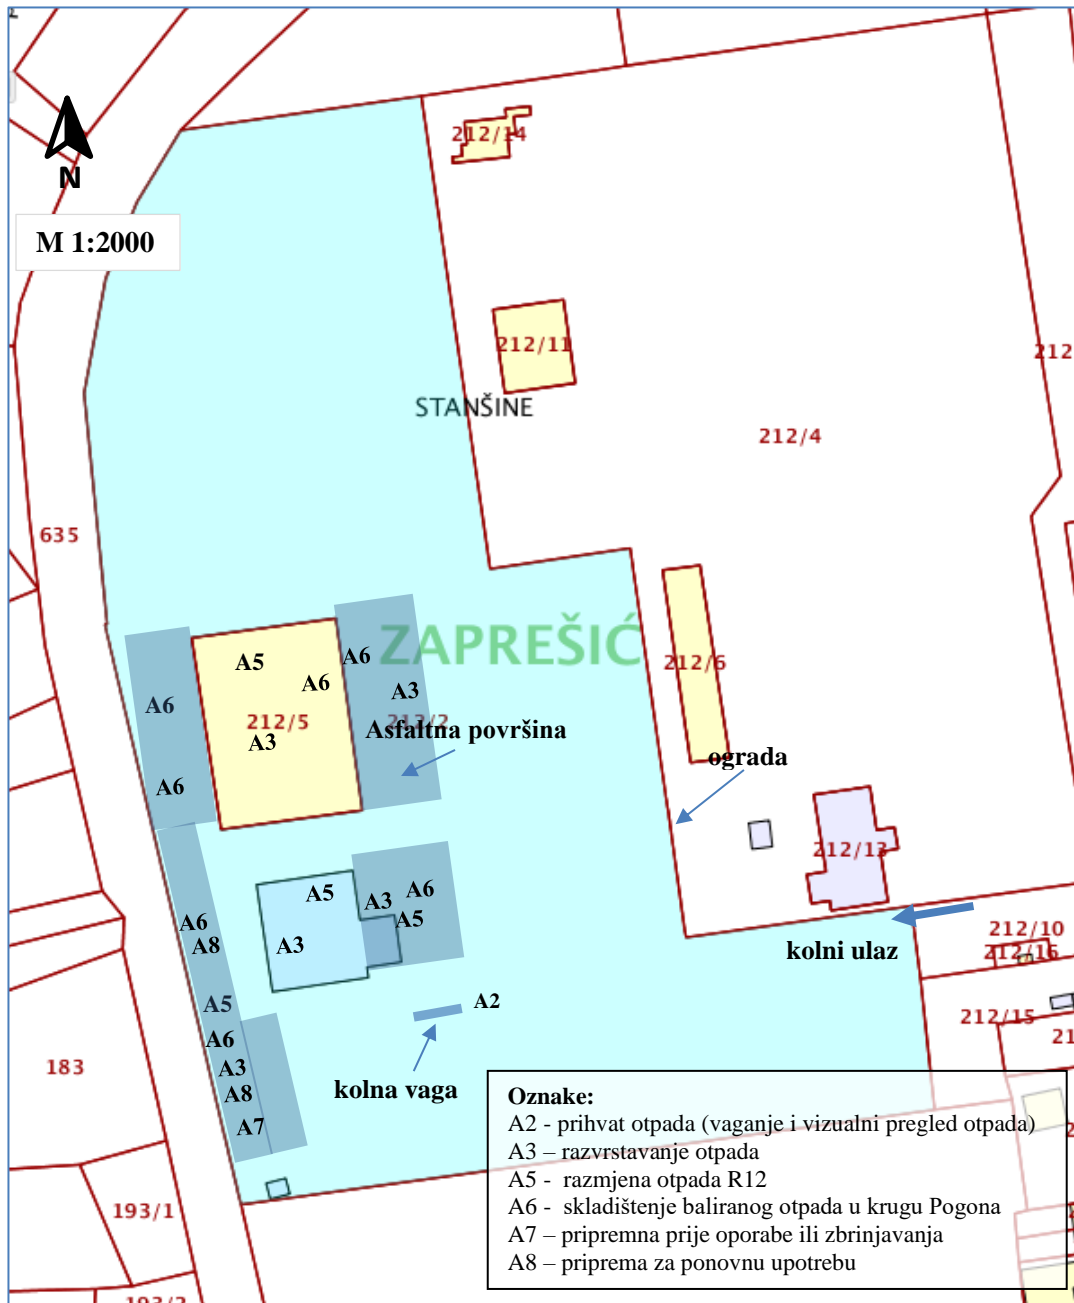 212/14
N
M 1:2000
212/11
212
STANŠINE
212/4
635
ZAPREŠIĆ
A5
A6
A6
212/6
A3
A6
212/5
212/2
Asfaltna površina
A3
ograda
A6
212/13
A5
A6
A3
A5
A6
A8
A3
212/10
kolni ulaz
212/16
A5
A2
212/15
A6
21
A3
183
kolna vaga
A8
A7
Oznake:
A2 - prihvat otpada (vaganje i vizualni pregled otpada)
A3 – razvrstavanje otpada
A5 - razmjena otpada R12
A6 - skladištenje baliranog otpada u krugu Pogona
A7 – pripremna prije oporabe ili zbrinjavanja
A8 – priprema za ponovnu upotrebu
193/1